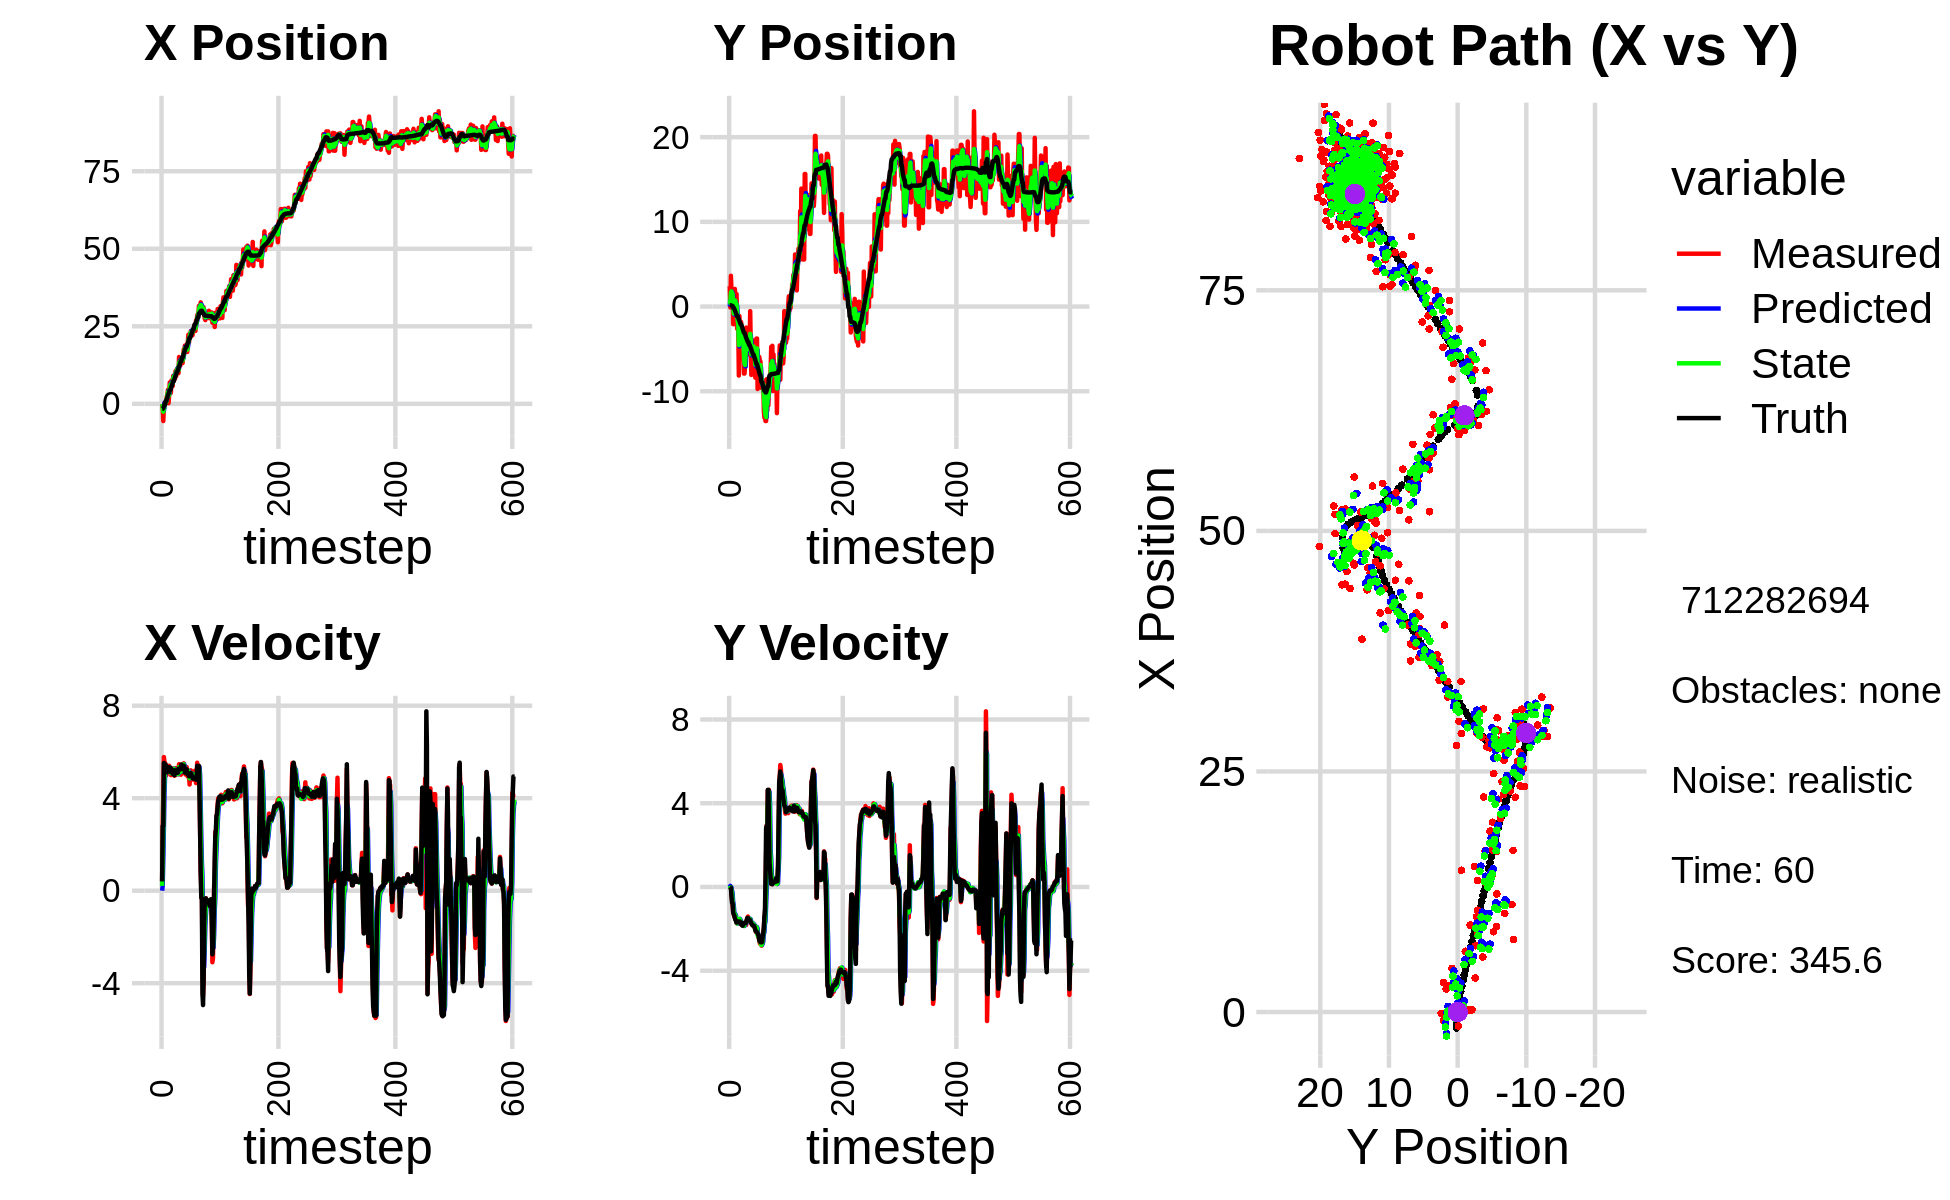 X Position
75
50
25
0
0
200
400
600
timestep
Y Position
20
10
0
-10
0
200
400
600
timestep
X Velocity
8
4
0
-4
0
200
400
600
timestep
Y Velocity
8
4
0
-4
0
200
400
600
timestep
Robot Path (X vs Y)
X Position
75
50
25
0
20 10 0 -10 -20
Y Position
variable
Measured
Predicted
State
Truth
712282694
Obstacles: none
Noise: realistic
Time: 60
Score: 345.6